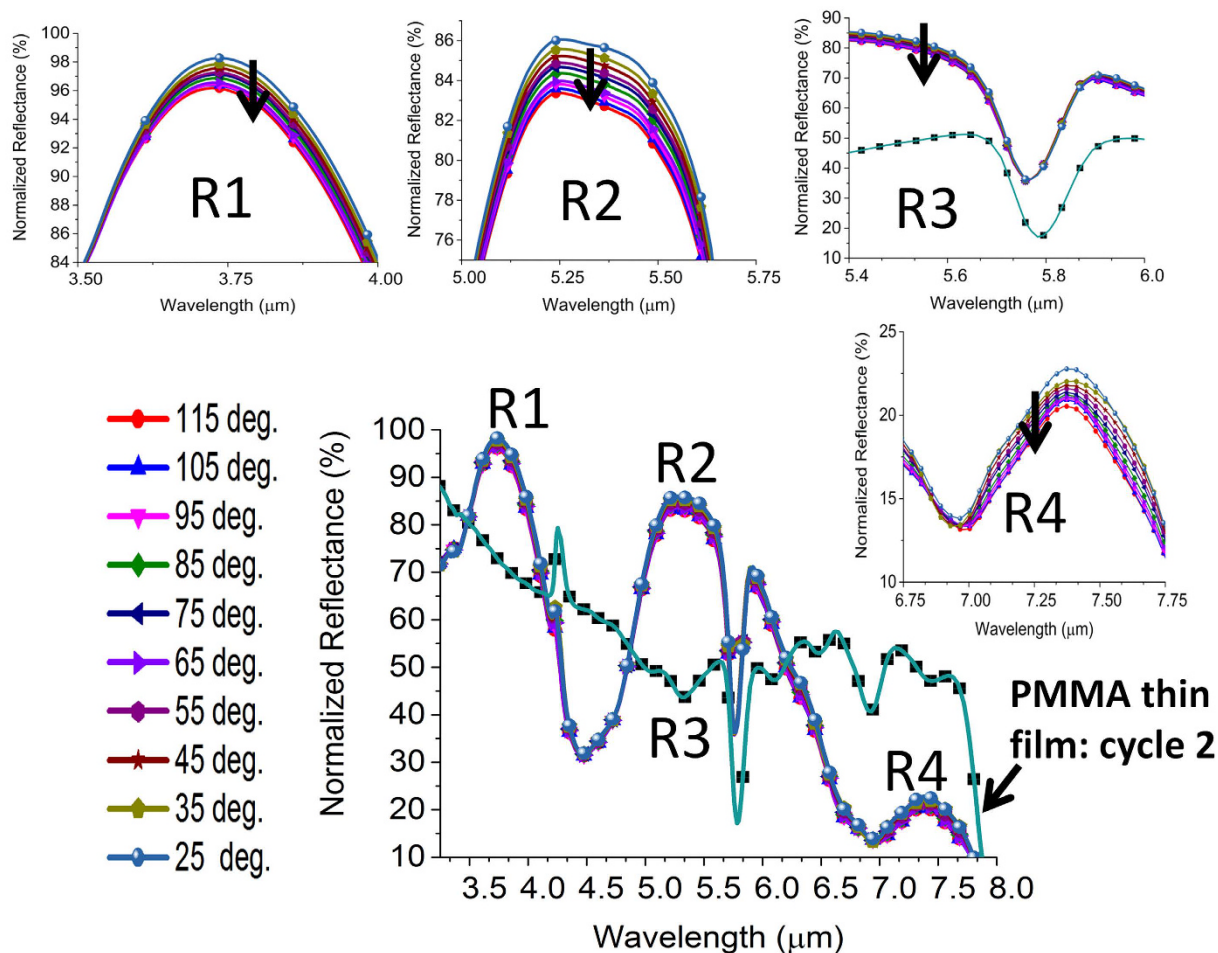 100
98
96
94
92
90
88
86
84
Normalized Reflectance (%)
R1
3.50 3.75 4.00
Wavelength (μm)
86
84
82
80
78
76
Normalized Reflectance (%)
R2
5.00 5.25 5.50 5.75
Wavelength (μm)
90
80
70
60
50
40
30
20
10
Normalized Reflectance (%)
R3
5.4 5.6 5.8 6.0
Wavelength (μm)
25
20
15
10
Normalized Reflectance (%)
R4
6.75 7.00 7.25 7.50 7.75
Wavelength (μm)
115 deg.
105 deg.
95 deg.
85 deg.
75 deg.
65 deg.
55 deg.
45 deg.
35 deg.
25 deg.
100
90
80
70
60
50
40
30
20
10
Normalized Reflectance (%)
R1
R2
R3
R4
PMMA thin
film: cycle 2
3.5 4.0 4.5 5.0 5.5 6.0 6.5 7.0 7.5 8.0
Wavelength (μm)